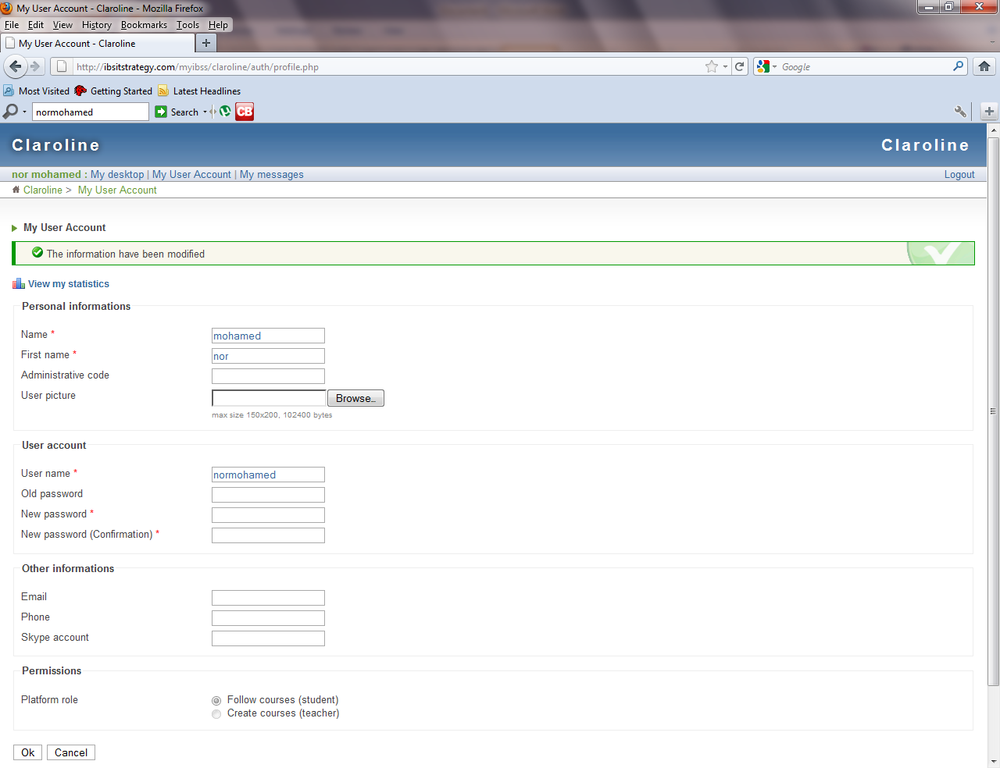 My User Account - Claroline - Mozilla Firefox
File Edit View History Bookmarks Tools Help
My User Account - Claroline
http://ibsitstrategy.com/myibss/claroline/auth/profile.php
Google
Most Visited Getting Started Latest Headlines
normohamed Search CB
Claroline Claroline
nor mohamed : My desktop | My User Account | My messages Logout
Claroline > My User Account
My User Account
The information have been modified
View my statistics
Personal informations
Name * mohamed
First name * nor
Administrative code
User picture Browse...
max size 150x200, 102400 bytes
User account
User name * normohamed
Old password
New password *
New password (Confirmation) *
Other informations
Email
Phone
Skype account
Permissions
Platform role Follow courses (student)
Create courses (teacher)
Ok Cancel